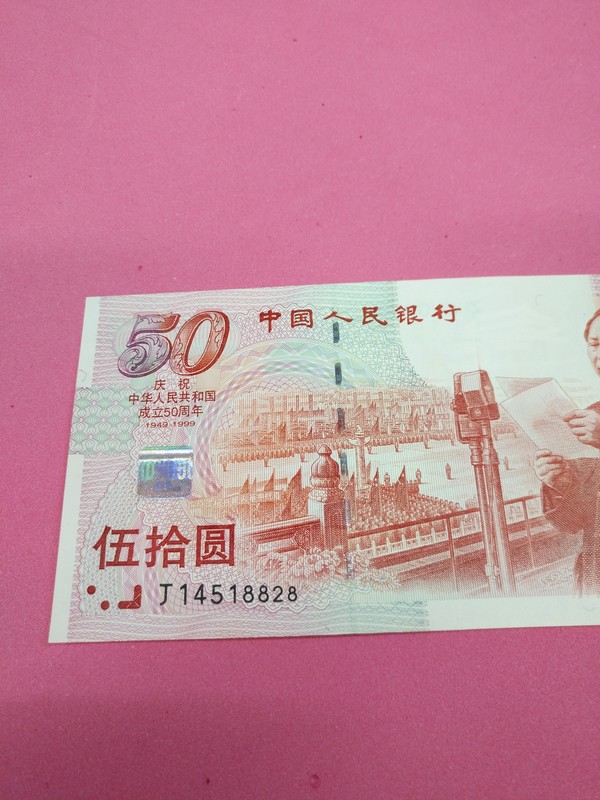 50
中国人民银行
庆祝
中华人民共和国
成立50周年
1949-1999
伍拾圆
J14518828